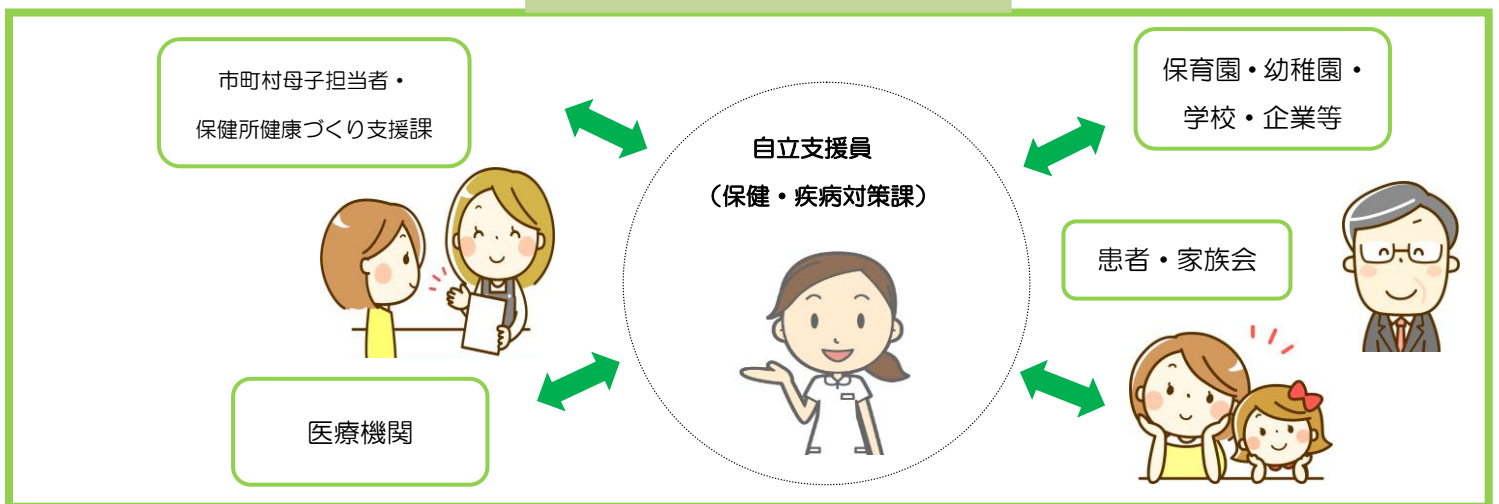 市町村母子担当者・
保健所健康づくり支援課
保育園・幼稚園・
学校・企業等
自立支援員
（保健・疾病対策課）
患者・家族会
医療機関